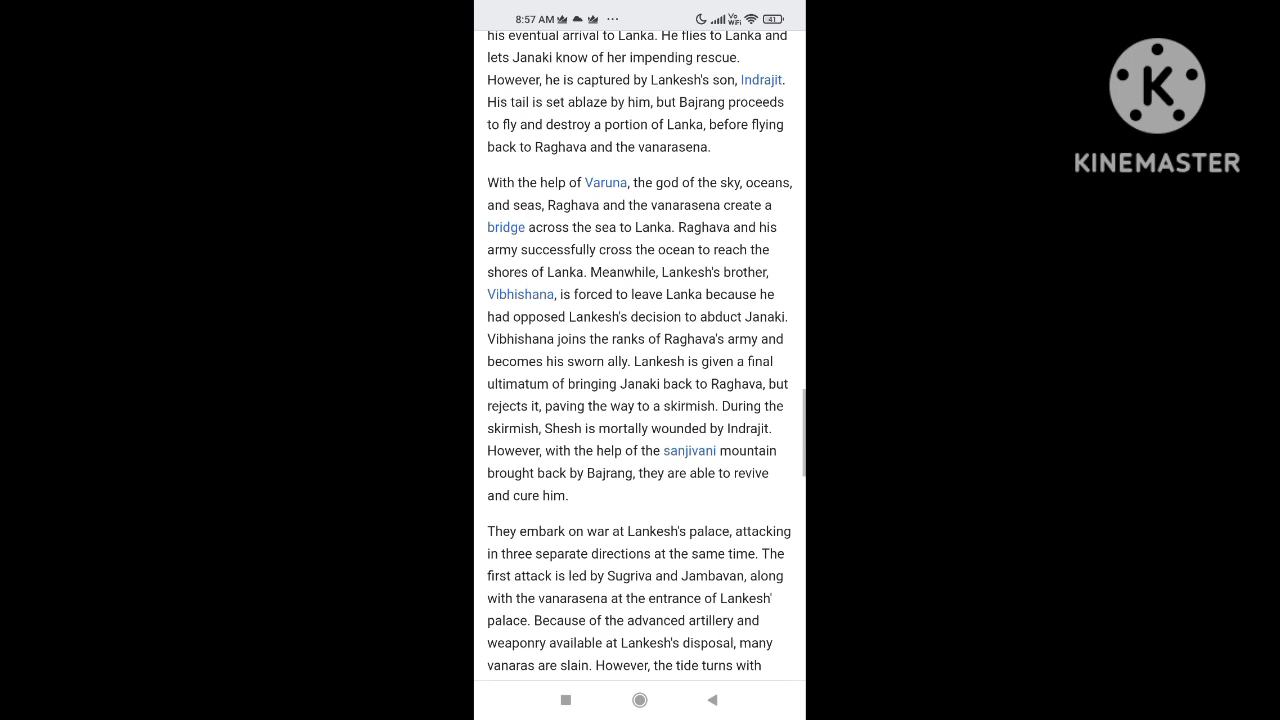 8:57 AM
Vo
WiFi
41
his eventual arrival to Lanka. He flies to Lanka and
lets Janaki know of her impending rescue.
However, he is captured by Lankesh's son, Indrajit.
His tail is set ablaze by him, but Bajrang proceeds
to fly and destroy a portion of Lanka, before flying
back to Raghava and the vanarasena.
With the help of Varuna, the god of the sky, oceans,
and seas, Raghava and the vanarasena create a
bridge across the sea to Lanka. Raghava and his
army successfully cross the ocean to reach the
shores of Lanka. Meanwhile, Lankesh's brother,
Vibhishana, is forced to leave Lanka because he
had opposed Lankesh's decision to abduct Janaki.
Vibhishana joins the ranks of Raghava's army and
becomes his sworn ally. Lankesh is given a final
ultimatum of bringing Janaki back to Raghava, but
rejects it, paving the way to a skirmish. During the
skirmish, Shesh is mortally wounded by Indrajit.
However, with the help of the sanjivani mountain
brought back by Bajrang, they are able to revive
and cure him.
They embark on war at Lankesh's palace, attacking
in three separate directions at the same time. The
first attack is led by Sugriva and Jambavan, along
with the vanarasena at the entrance of Lankesh'
palace. Because of the advanced artillery and
weaponry available at Lankesh's disposal, many
vanaras are slain. However, the tide turns with
K
KINEMASTER